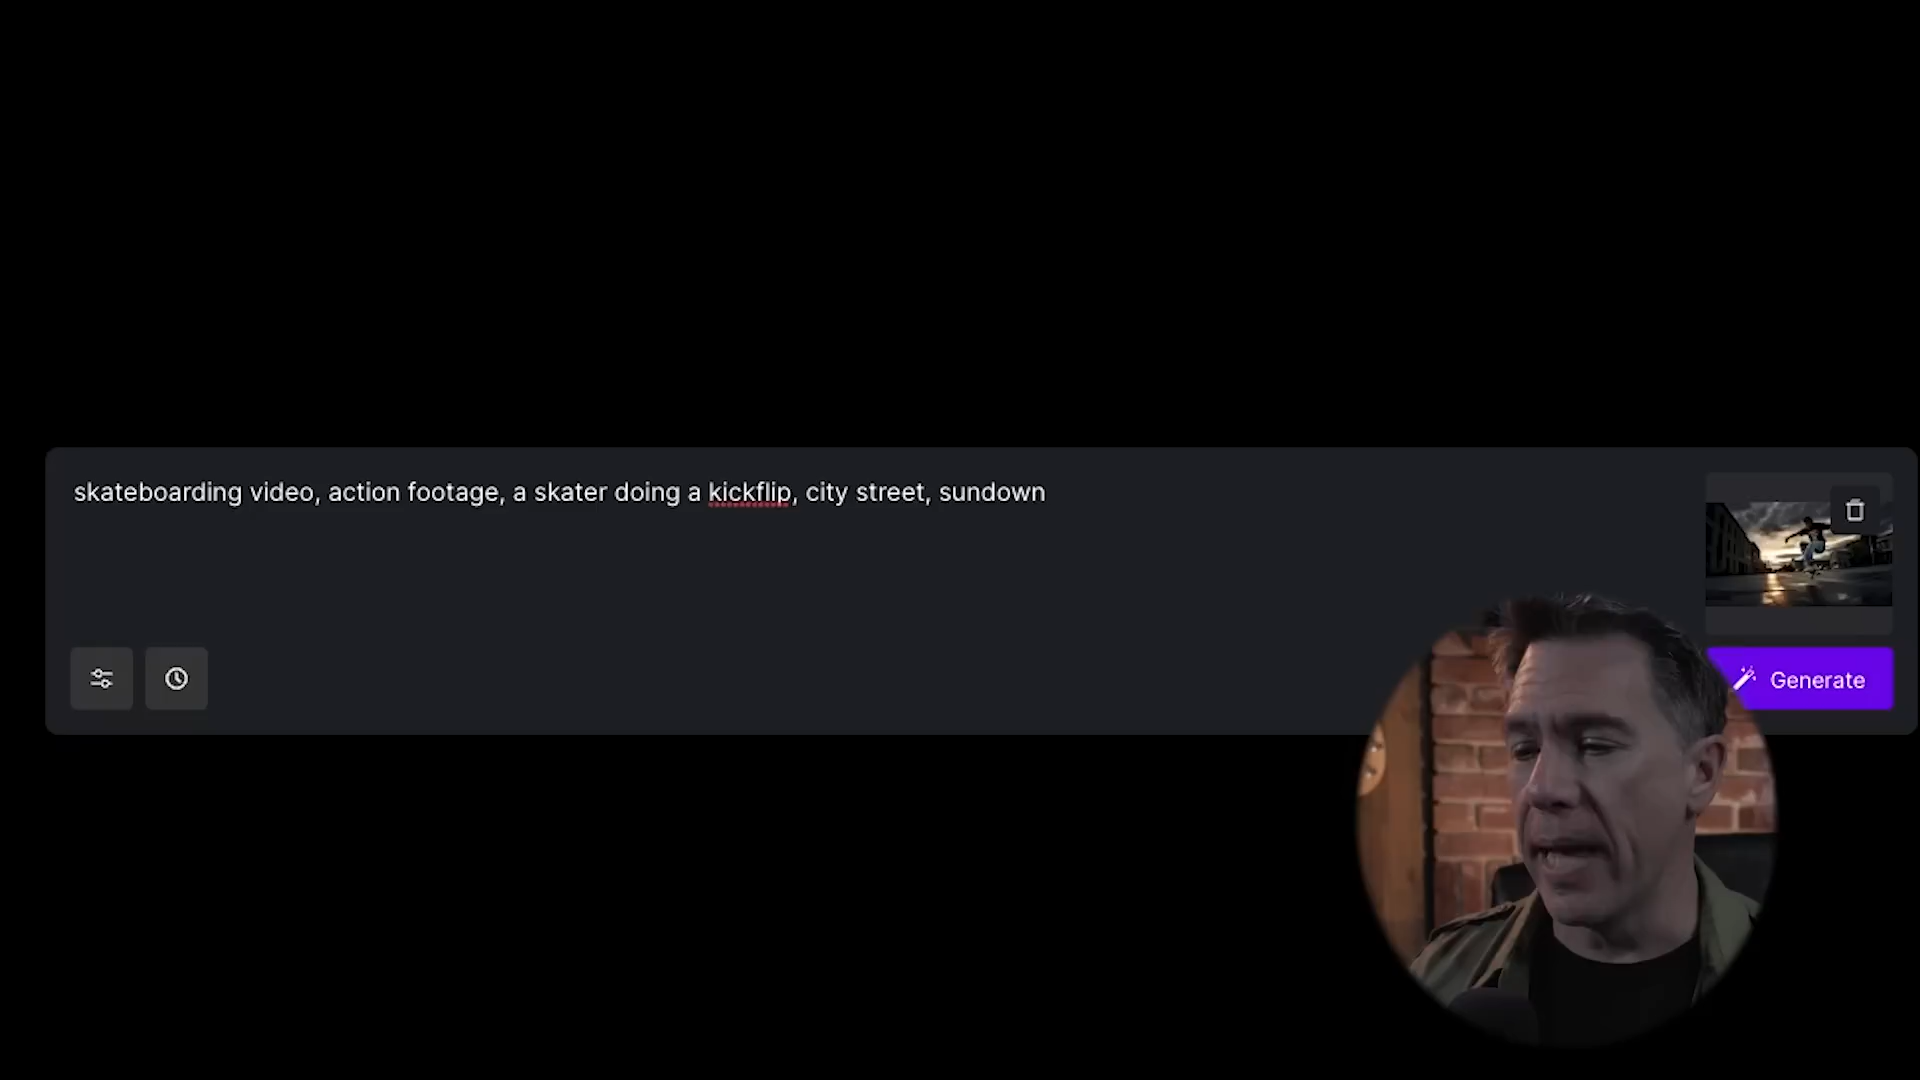 skateboarding video, action footage, a skater doing a kickflip, city street, sundown
Generate